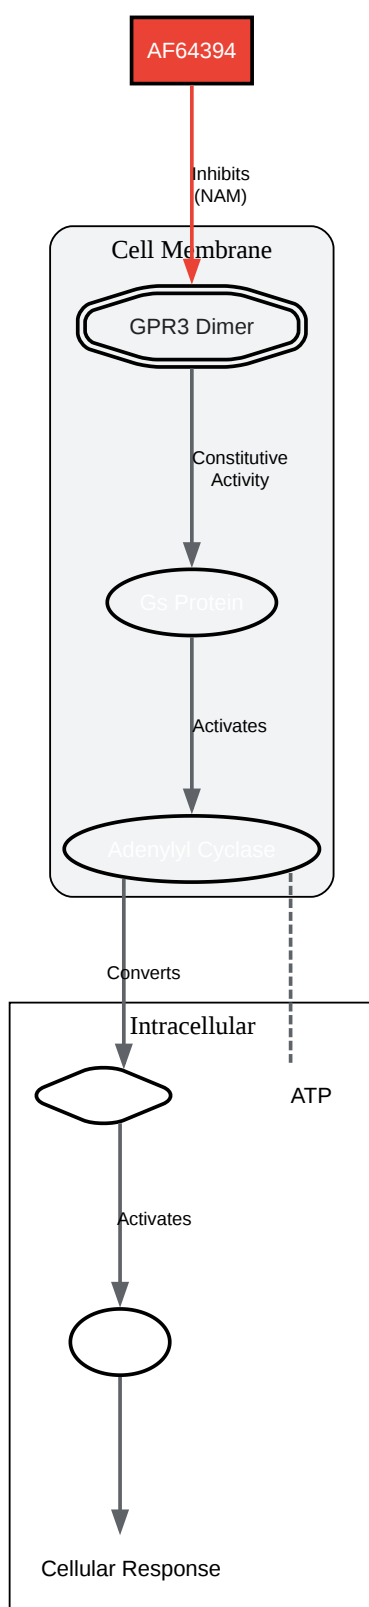 AF64394
Inhibits
(NAM)
Cell Membrane
GPR3 Dimer
Constitutive
Activity
Gs Protein
Activates
Adenylyl Cyclase
Converts
Intracellular
ATP
Activates
Cellular Response